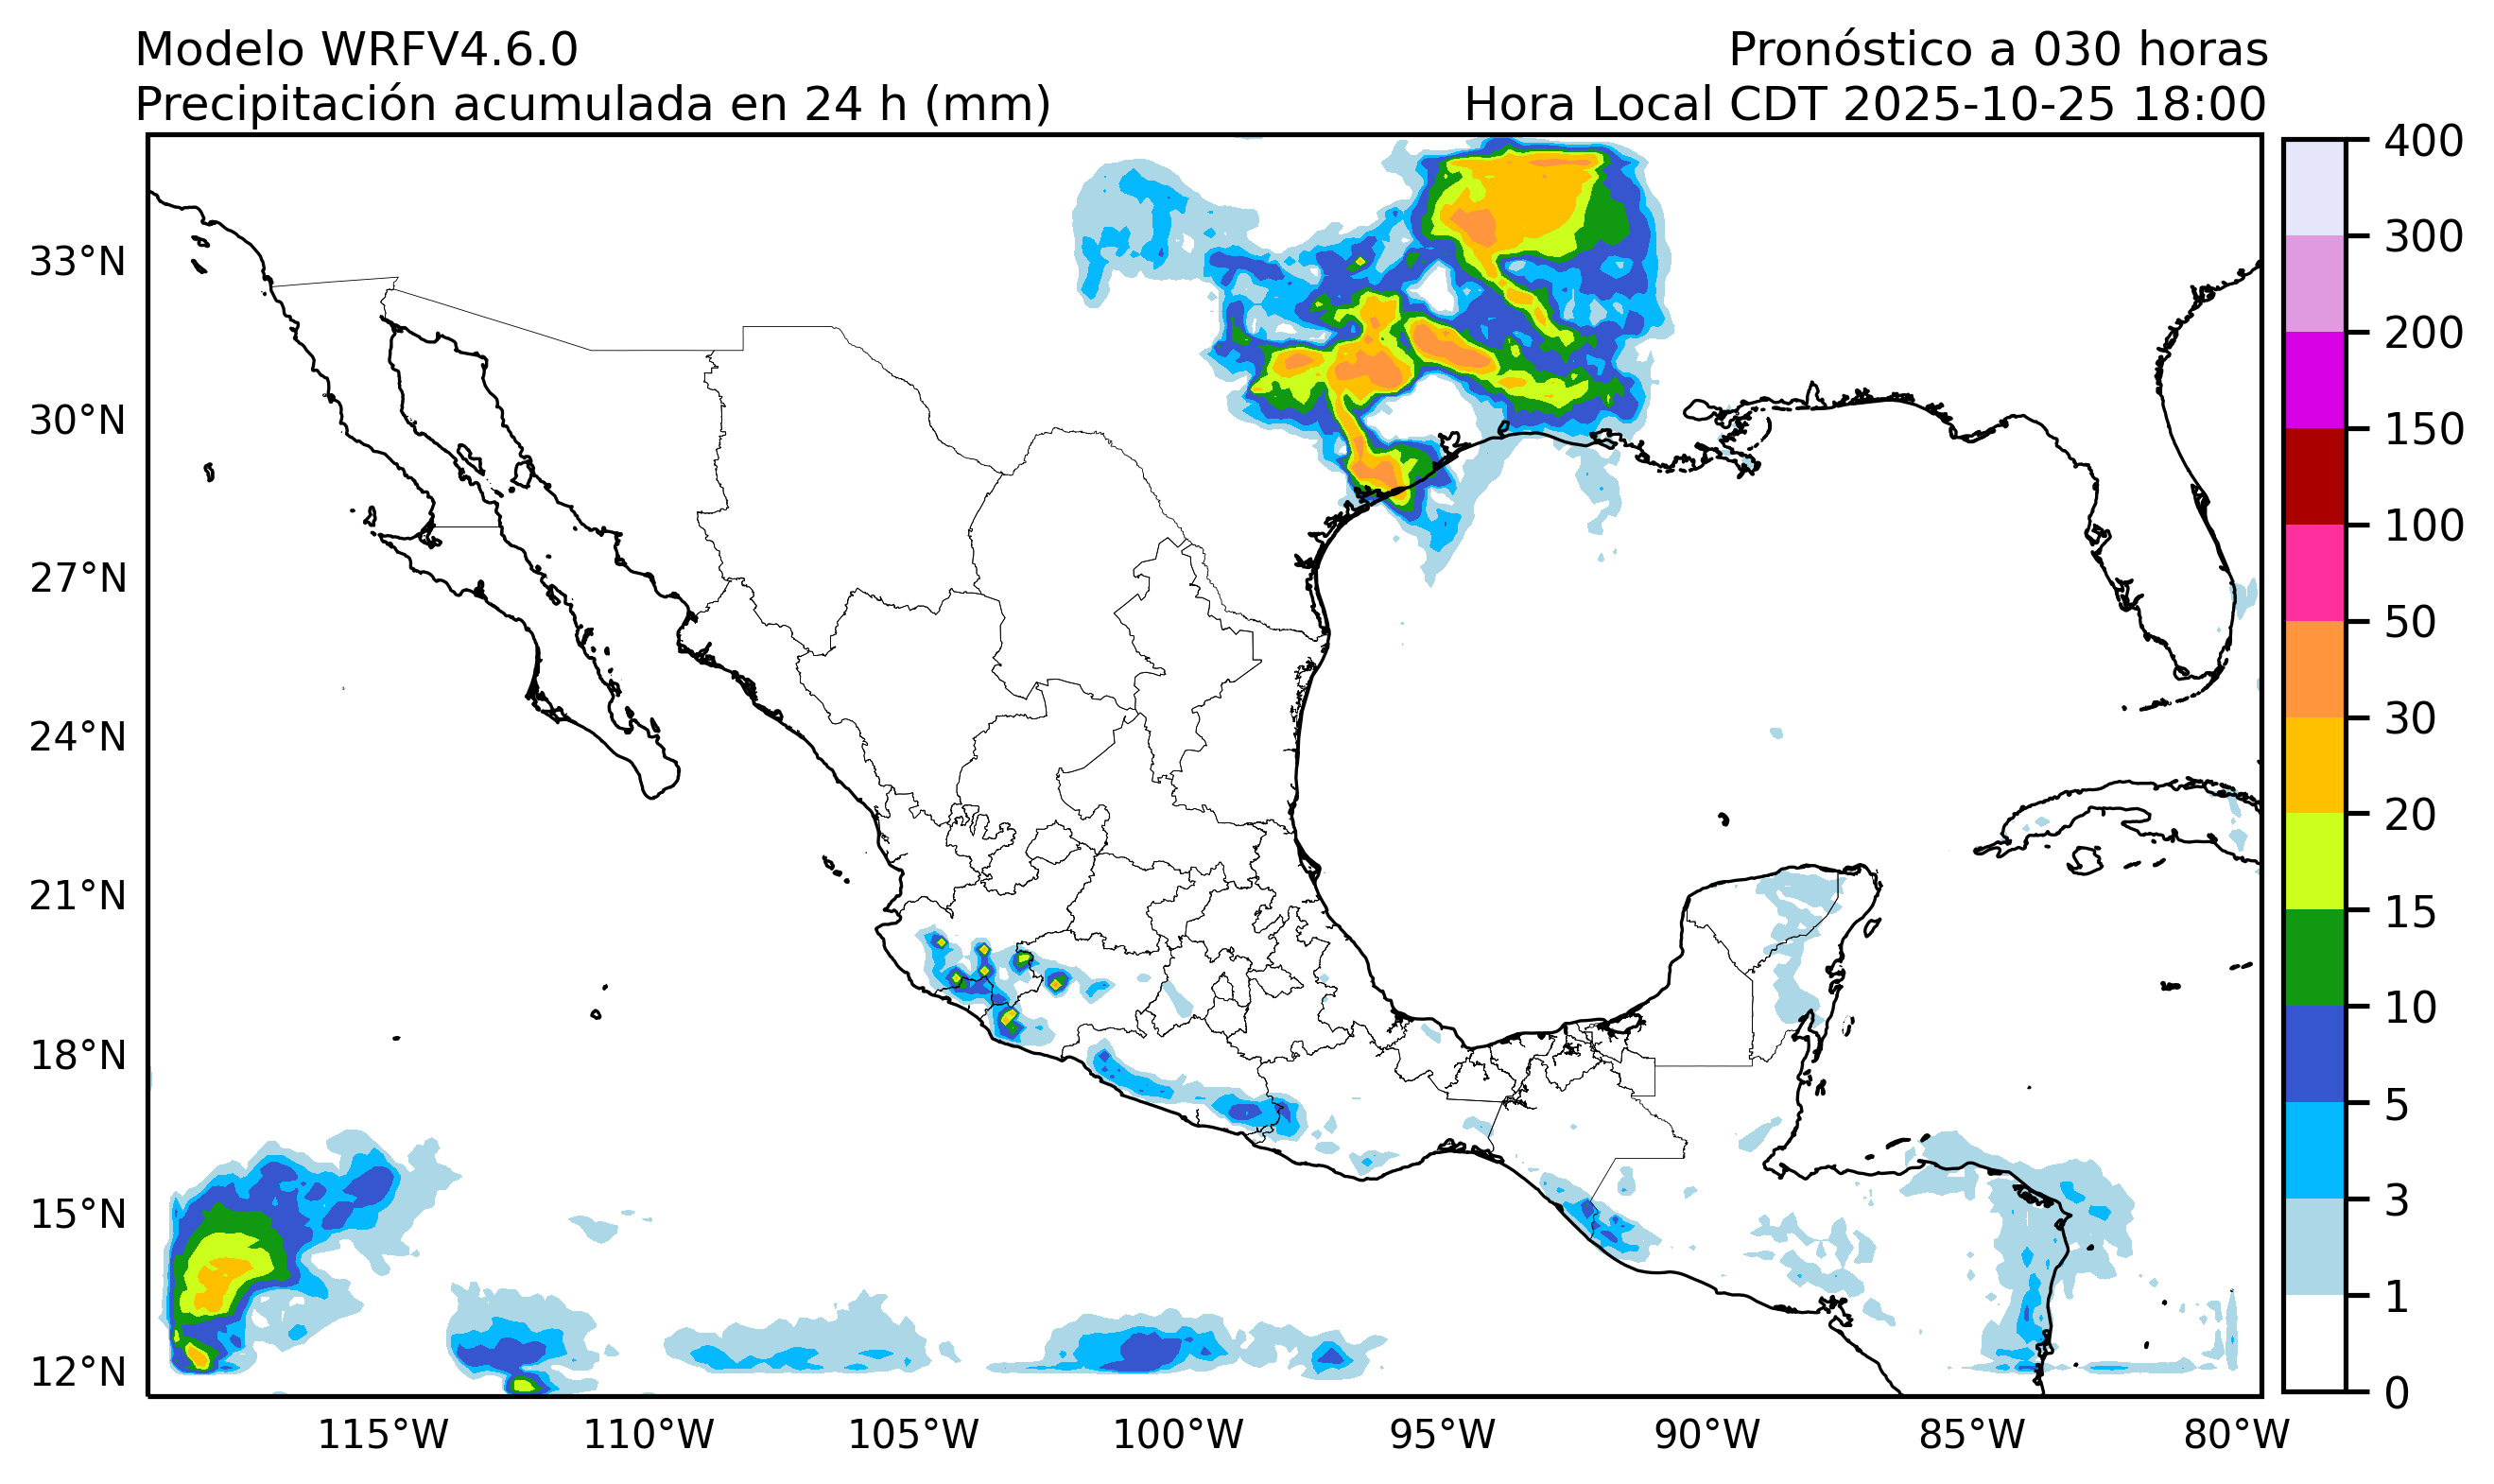 Modelo WRFV4.6.0
Pronóstico a 030 horas
Precipitación acumulada en 24 h (mm)
Hora Local CDT 2025-10-25 18:00
400
300
200
150
100
50
30
20
15
10
5
3
1
0
33°N
30°N
27°N
24°N
21°N
18°N
15°N
12°N
115°W
110°W
105°W
100°W
95°W
90°W
85°W
80°W